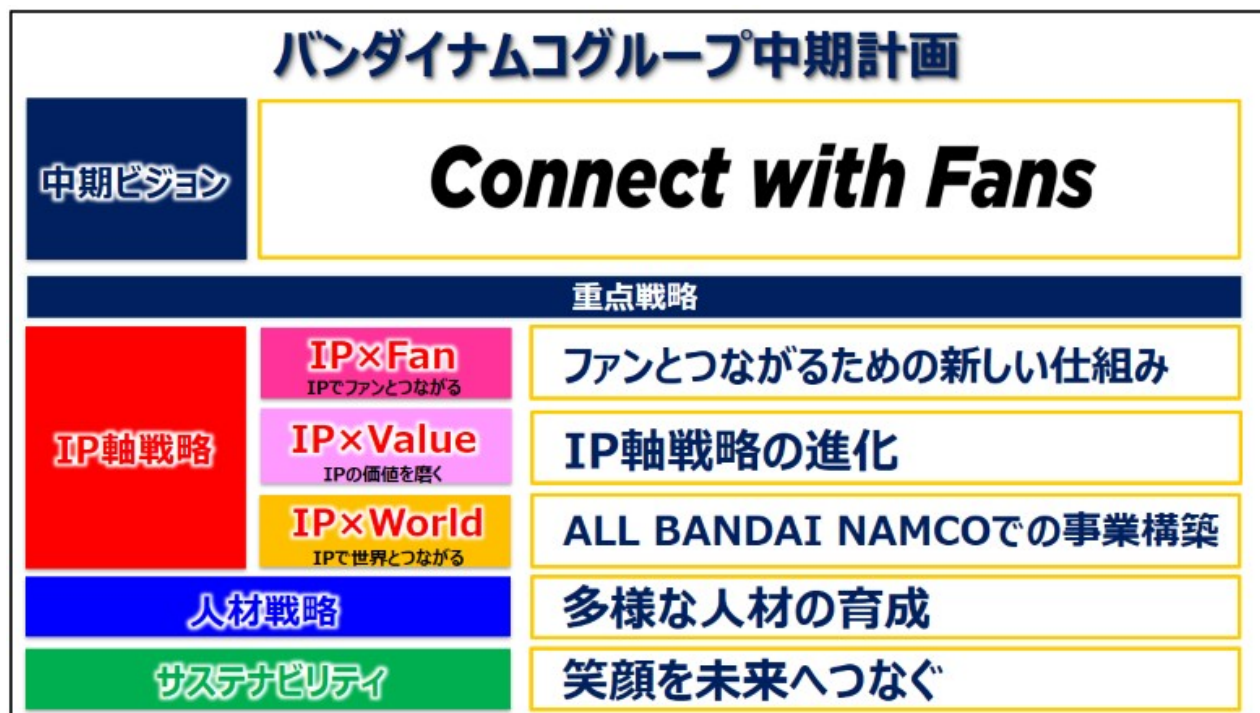 バンダイナムコグループ中期計画
中期ビジョン
Connect with Fans
重点戦略
IP軸戦略
IP×Fan
IPでファンとつながる
ファンとつながるための新しい仕組み
IP×Value
IPの価値を磨く
IP軸戦略の進化
IP×World
IPで世界とつながる
ALL BANDAI NAMCOでの事業構築
人材戦略
多様な人材の育成
サステナビリティ
笑顔を未来へつなぐ